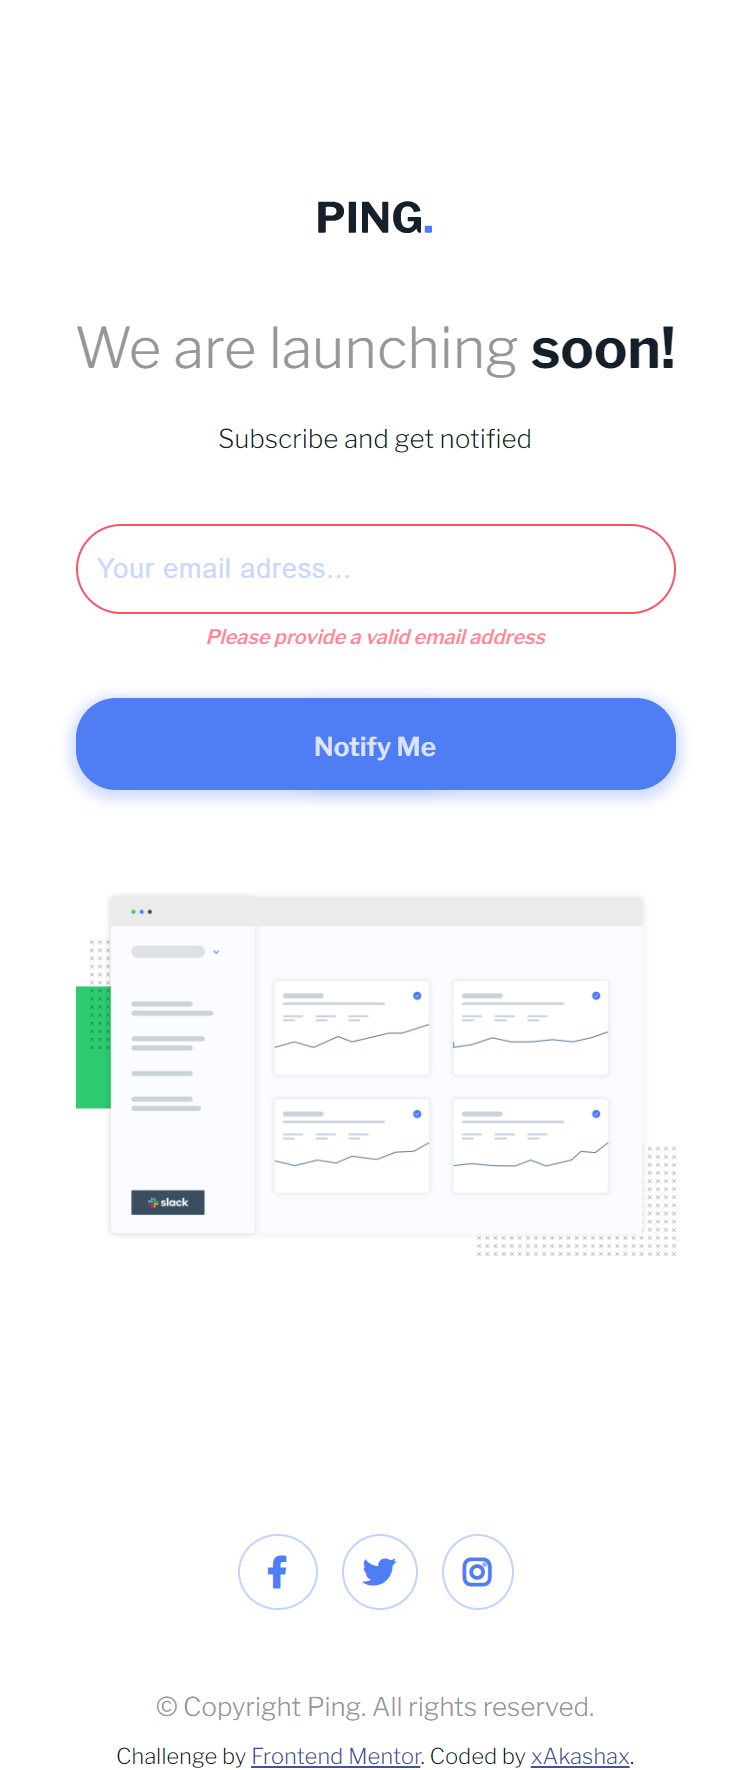 PING.
We are launching soon!
Subscribe and get notified
Your email adress...
Please provide a valid email address
Notify Me
slack
© Copyright Ping. All rights reserved.
Challenge by Frontend Mentor. Coded by xAkashax.